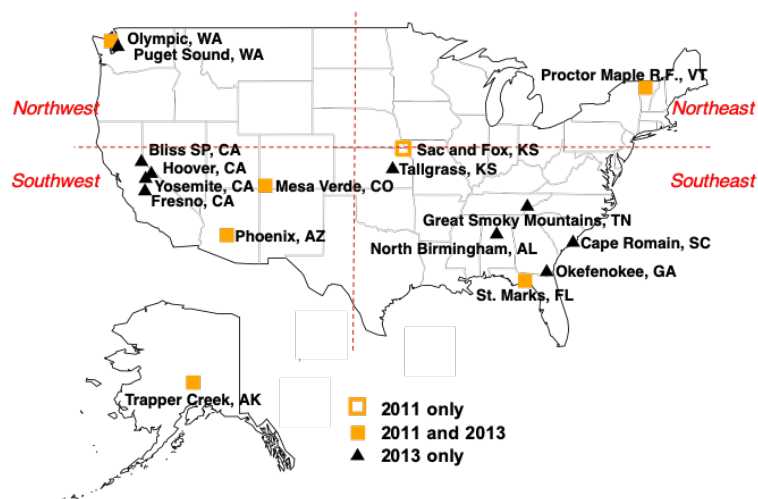 Olympic, WA
Puget Sound, WA
Proctor Maple R.F., VT
Northwest
Northeast
Bliss SP, CA
Sac and Fox, KS
Hoover, CA
Tallgrass, KS
Southwest
Southeast
Yosemite, CA
Mesa Verde, CO
Fresno, CA
Great Smoky Mountains, TN
Phoenix, AZ
North Birmingham, AL
Cape Romain, SC
Okefenokee, GA
St. Marks, FL
Trapper Creek, AK
2011 only
2011 and 2013
2013 only